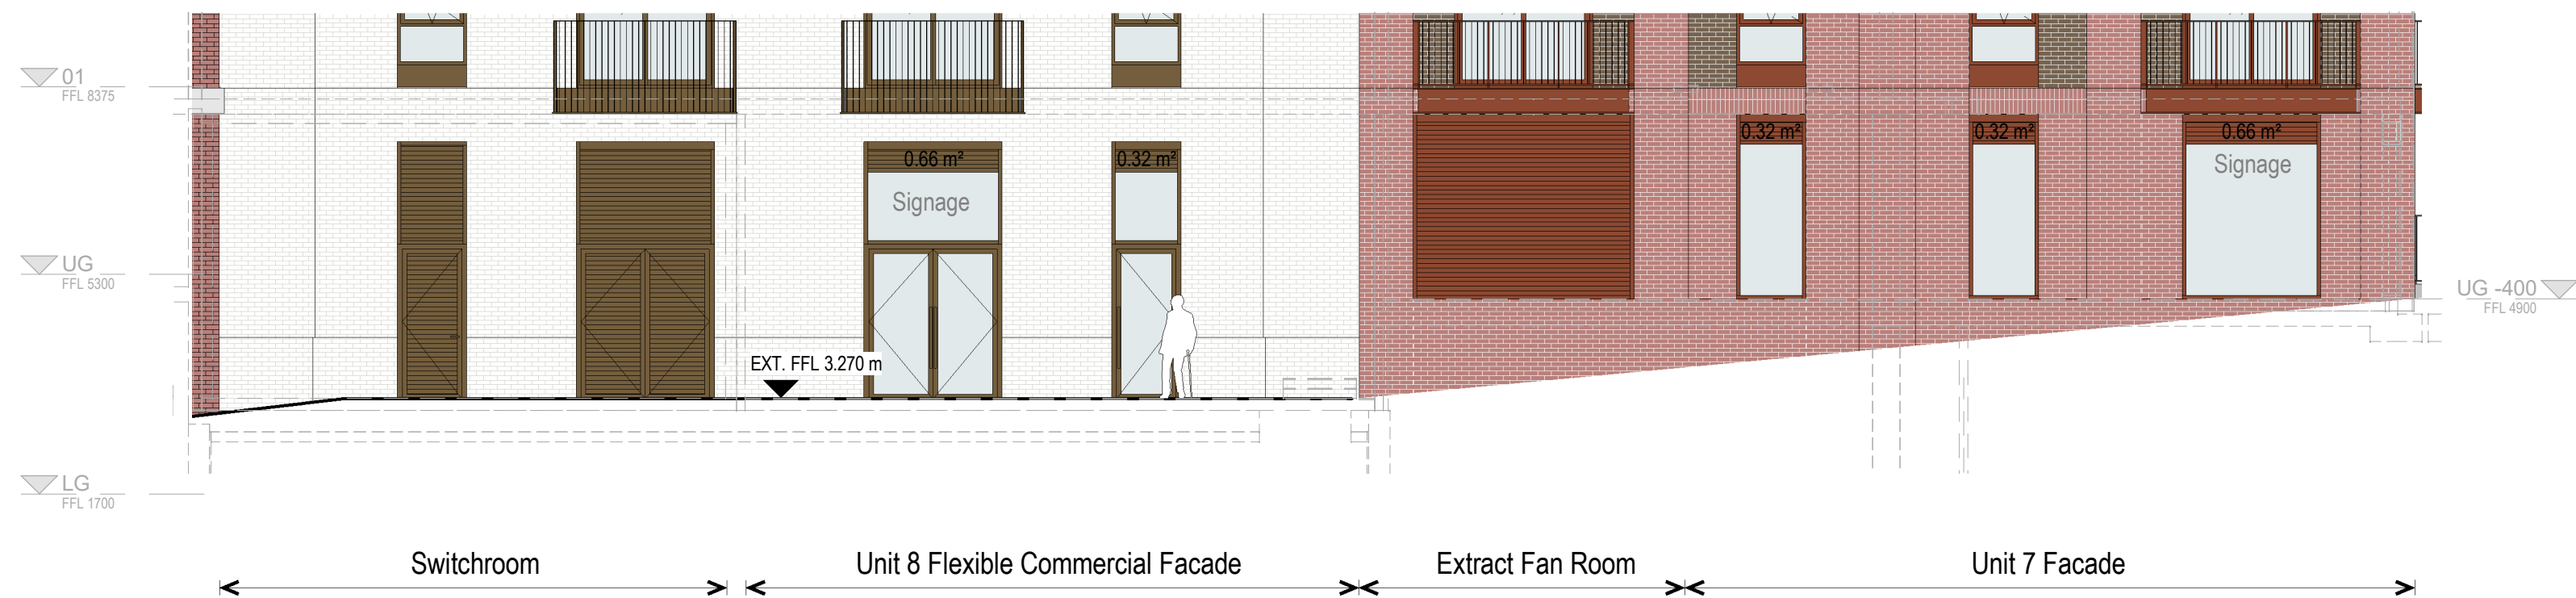 01
FFL 8375
0.32 m²
0.32 m²
0.66 m²
0.66 m²
0.32 m²
Signage
Signage
UG
FFL 5300
UG -400
FFL 4900
EXT. FFL 3.270 m
LG
FFL 1700
Switchroom
Unit 8 Flexible Commercial Facade
Extract Fan Room
Unit 7 Facade